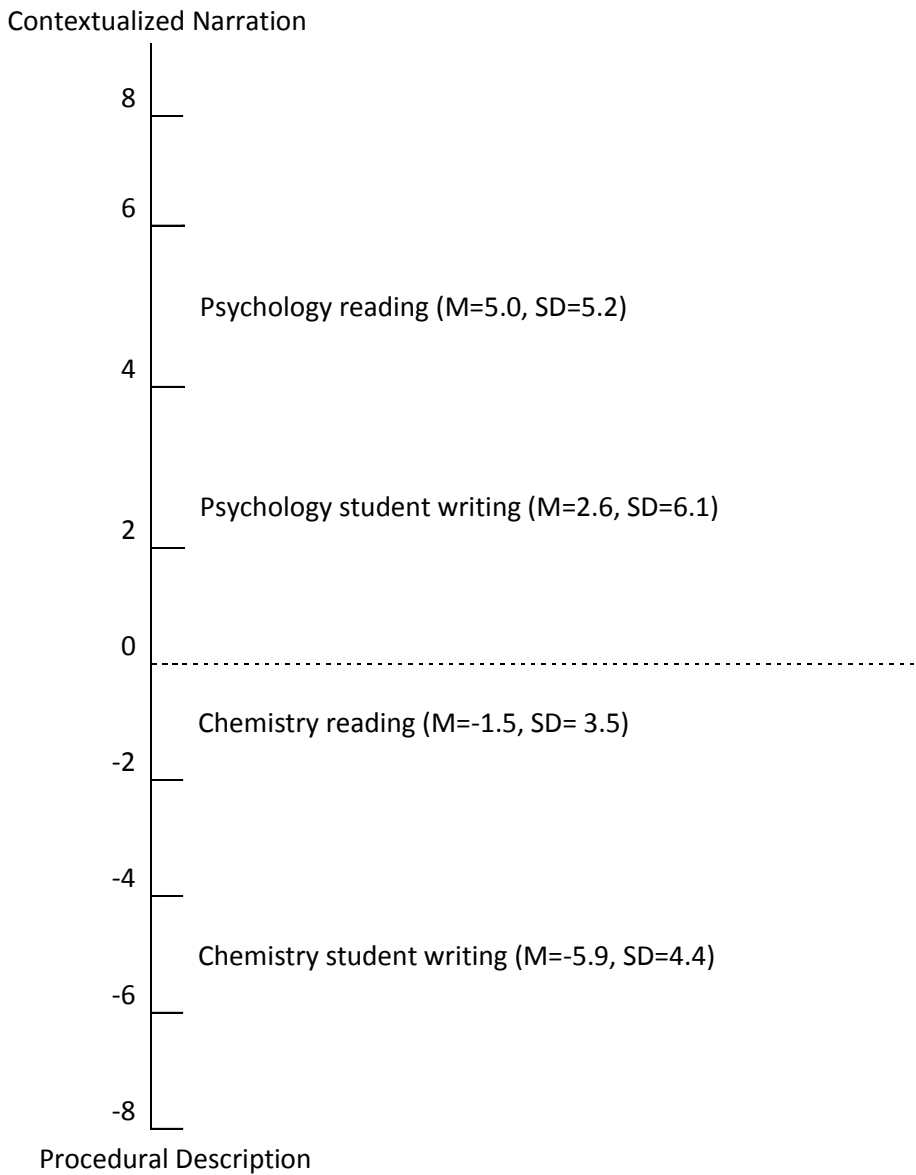 Contextualized Narration
8
6
Psychology reading (M=5.0, SD=5.2)
4
Psychology student writing (M=2.6, SD=6.1)
2
0
Chemistry reading (M=-1.5, SD= 3.5)
-2
-4
Chemistry student writing (M=-5.9, SD=4.4)
-6
-8
Procedural Description